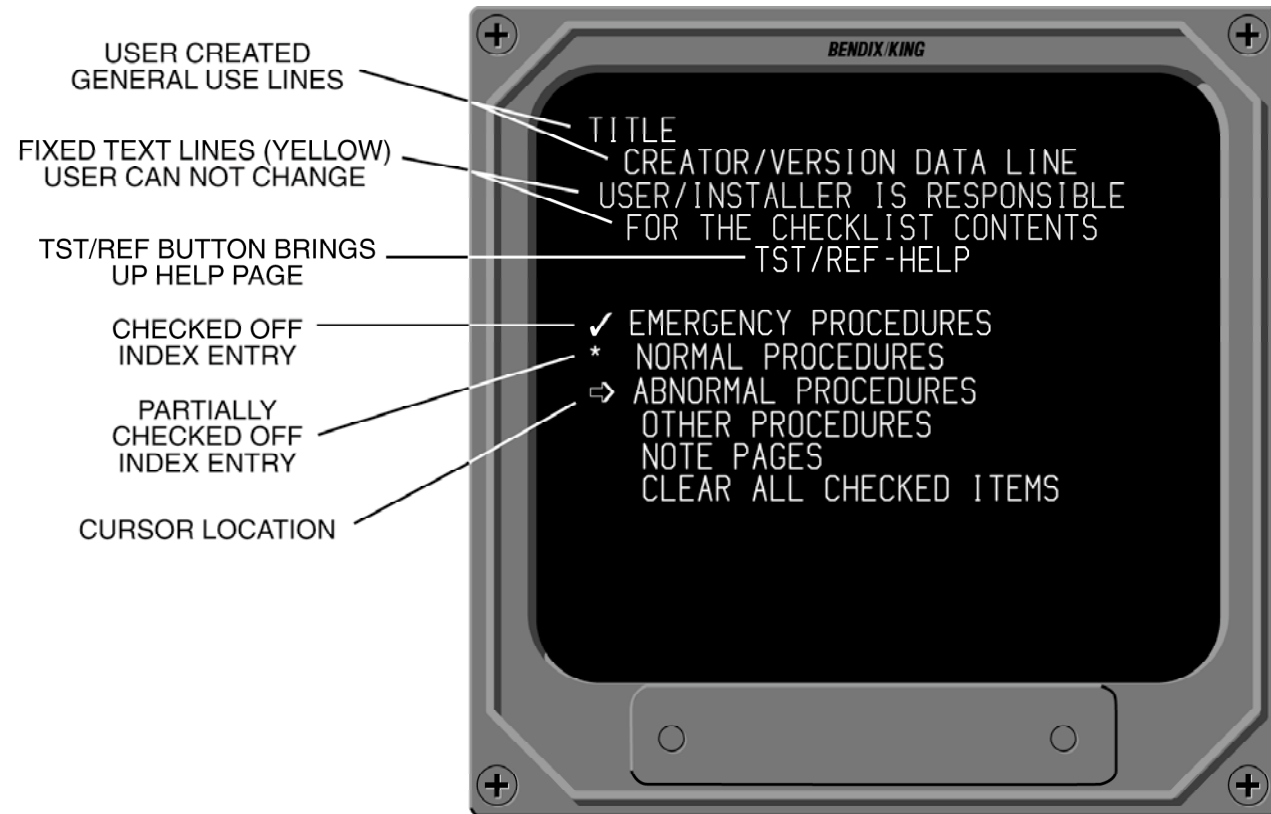 USER CREATED
GENERAL USE LINES
FIXED TEXT LINES (YELLOW)
USER CAN NOT CHANGE
TST/REF BUTTON BRINGS
UP HELP PAGE
CHECKED OFF
INDEX ENTRY
PARTIALLY
CHECKED OFF
INDEX ENTRY
CURSOR LOCATION
BENDIX/KING
TITLE
CREATOR/VERSION DATA LINE
USER/INSTALLER IS RESPONSIBLE
FOR THE CHECKLIST CONTENTS
TST/REF-HELP
✓ EMERGENCY PROCEDURES
* NORMAL PROCEDURES
⇨ ABNORMAL PROCEDURES
OTHER PROCEDURES
NOTE PAGES
CLEAR ALL CHECKED ITEMS